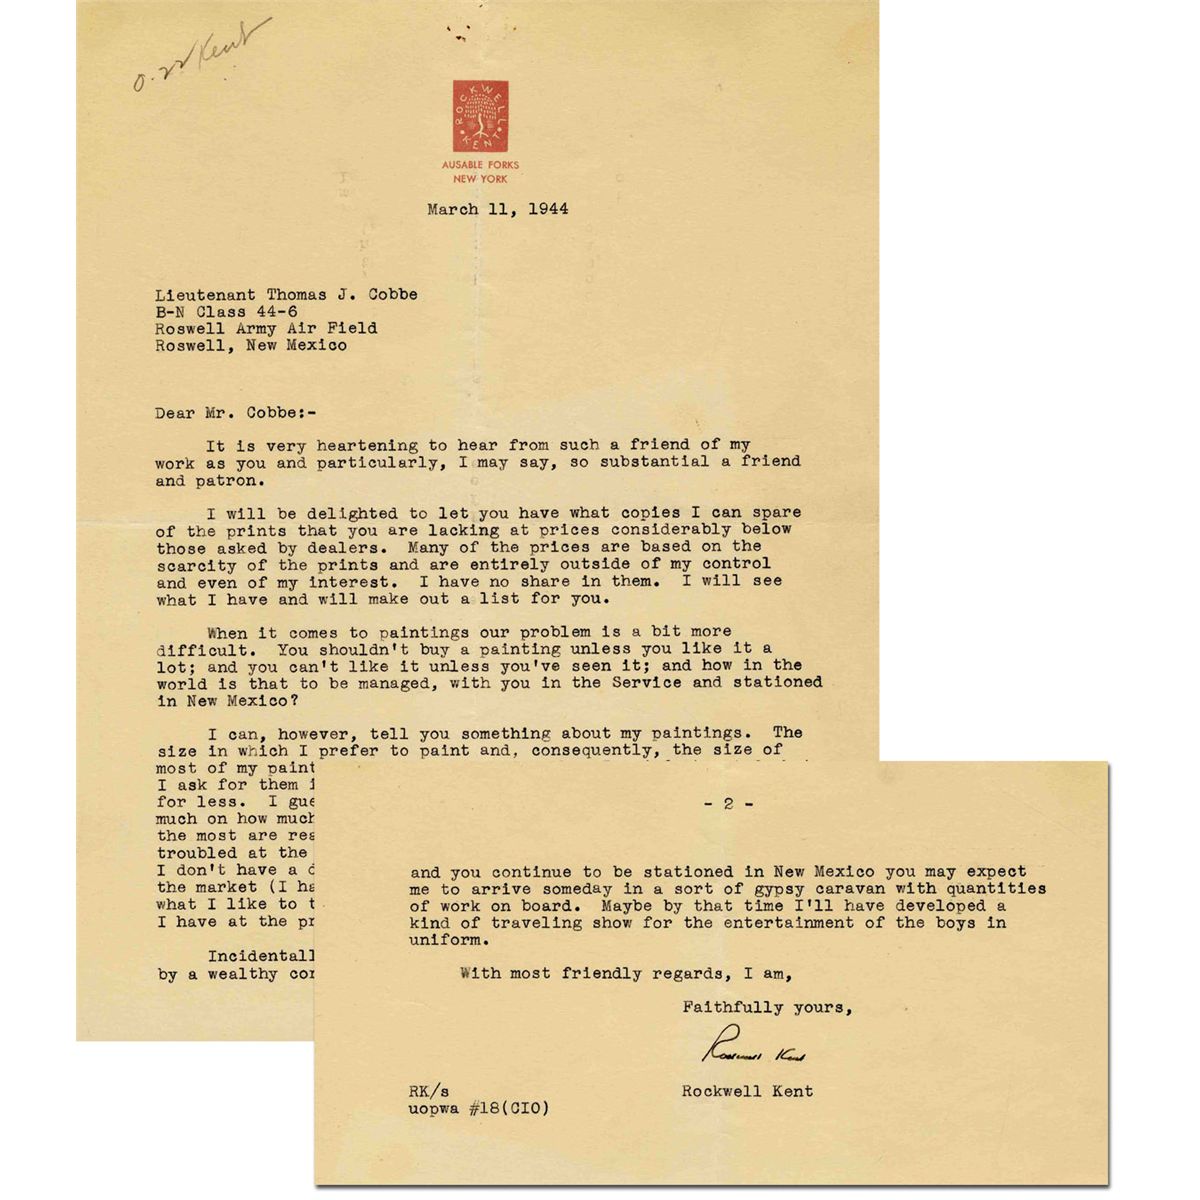 0.22 Kent
ROCKWELL KENT
AUSABLE FORKS
NEW YORK
March 11, 1944
Lieutenant Thomas J. Cobbe
B-N Class 44-6
Roswell Army Air Field
Roswell, New Mexico
Dear Mr. Cobbe:-
It is very heartening to hear from such a friend of my
work as you and particularly, I may say, so substantial a friend
and patron.
I will be delighted to let you have what copies I can spare
of the prints that you are lacking at prices considerably below
those asked by dealers. Many of the prices are based on the
scarcity of the prints and are entirely outside of my control
and even of my interest. I have no share in them. I will see
what I have and will make out a list for you.
When it comes to paintings our problem is a bit more
difficult. You shouldn't buy a painting unless you like it a
lot; and you can't like it unless you've seen it; and how in the
world is that to be managed, with you in the Service and stationed
in New Mexico?
I can, however, tell you something about my paintings. The
size in which I prefer to paint and, consequently, the size of
most of my paint
I ask for them i
for less. I gue
much on how much
the most are rea
troubled at the
I don't have a d
the market (I ha
what I like to t
I have at the pr
Incidentall
by a wealthy cor
- 2 -
and you continue to be stationed in New Mexico you may expect
me to arrive someday in a sort of gypsy caravan with quantities
of work on board. Maybe by that time I'll have developed a
kind of traveling show for the entertainment of the boys in
uniform.
With most friendly regards, I am,
Faithfully yours,
Rockwell Kent
Rockwell Kent
RK/s
uopwa #18(CIO)